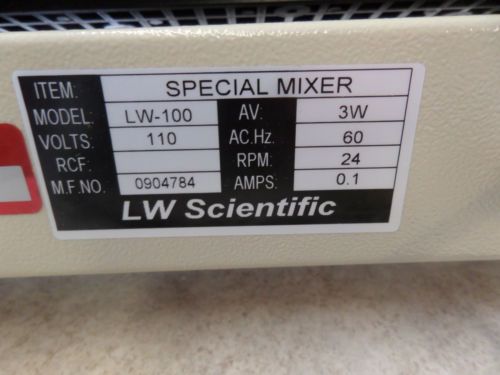 ITEM: SPECIAL MIXER
MODEL: LW-100 AV: 3W
VOLTS: 110 AC.Hz. 60
RCF: RPM: 24
M.F.NO. 0904784 AMPS: 0.1
LW Scientific